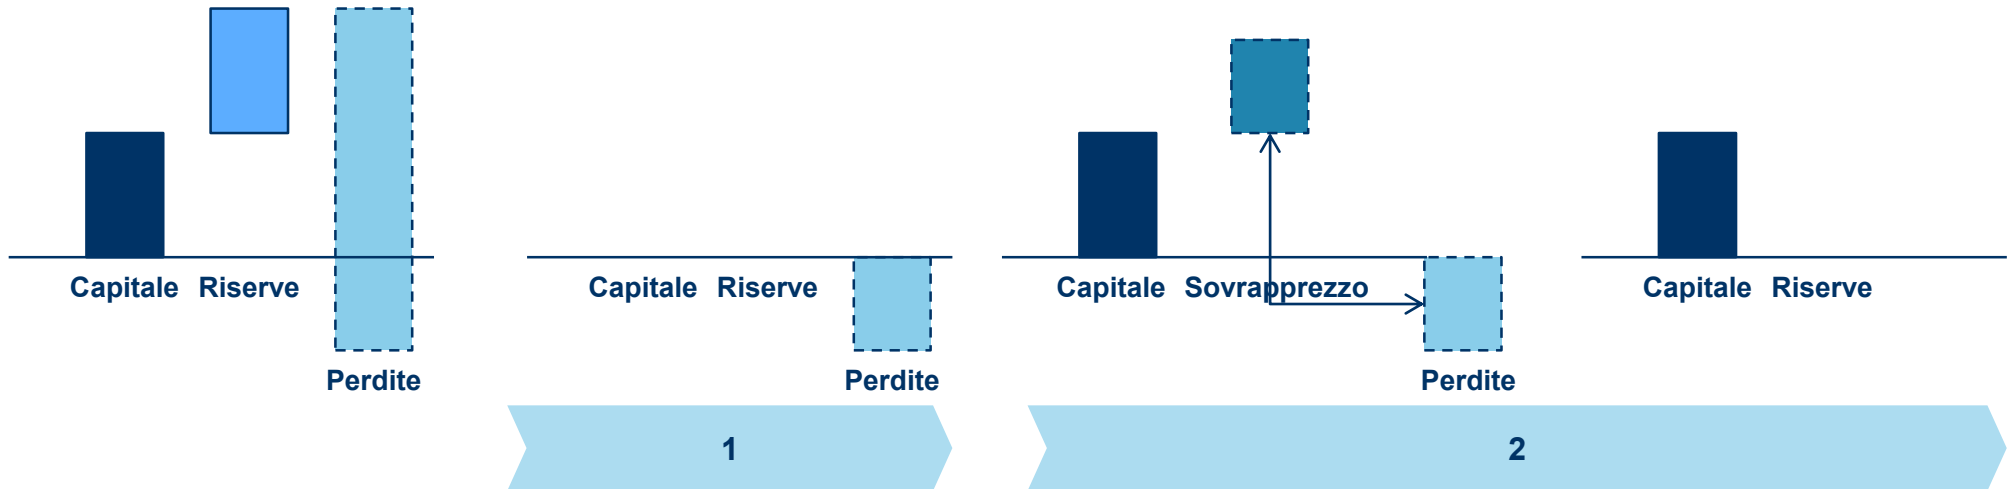 Capitale Riserve
Perdite
Capitale Riserve
Perdite
Capitale Sovrapprezzo
Perdite
Capitale Riserve
1
2